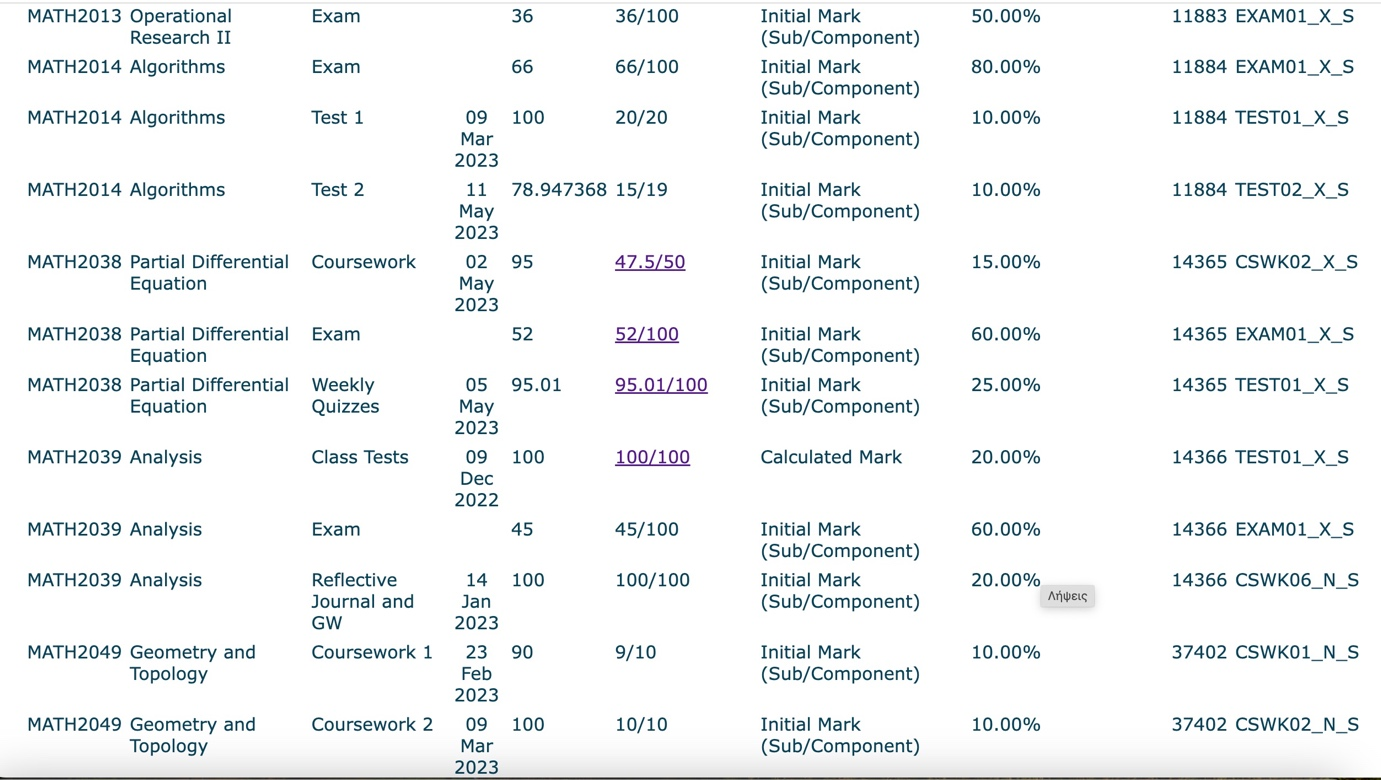 MATH2013 Operational Exam 36 36/100 Initial Mark 50.00% 11883 EXAM01_X_S
Research II (Sub/Component)
MATH2014 Algorithms Exam 66 66/100 Initial Mark 80.00% 11884 EXAM01_X_S
(Sub/Component)
MATH2014 Algorithms Test 1 09 100 20/20 Initial Mark 10.00% 11884 TEST01_X_S
Mar (Sub/Component)
2023
MATH2014 Algorithms Test 2 11 78.947368 15/19 Initial Mark 10.00% 11884 TEST02_X_S
May (Sub/Component)
2023
MATH2038 Partial Differential Coursework 02 95 47.5/50 Initial Mark 15.00% 14365 CSWK02_X_S
Equation May (Sub/Component)
2023
MATH2038 Partial Differential Exam 52 52/100 Initial Mark 60.00% 14365 EXAM01_X_S
Equation (Sub/Component)
MATH2038 Partial Differential Weekly 05 95.01 95.01/100 Initial Mark 25.00% 14365 TEST01_X_S
Equation Quizzes May (Sub/Component)
2023
MATH2039 Analysis Class Tests 09 100 100/100 Calculated Mark 20.00% 14366 TEST01_X_S
Dec
2022
MATH2039 Analysis Exam 45 45/100 Initial Mark 60.00% 14366 EXAM01_X_S
(Sub/Component)
MATH2039 Analysis Reflective 14 100 100/100 Initial Mark 20.00% 14366 CSWK06_N_S
Λήψεις
Journal and Jan (Sub/Component)
GW 2023
MATH2049 Geometry and Coursework 1 23 90 9/10 Initial Mark 10.00% 37402 CSWK01_N_S
Topology Feb (Sub/Component)
2023
MATH2049 Geometry and Coursework 2 09 100 10/10 Initial Mark 10.00% 37402 CSWK02_N_S
Topology Mar (Sub/Component)
2023